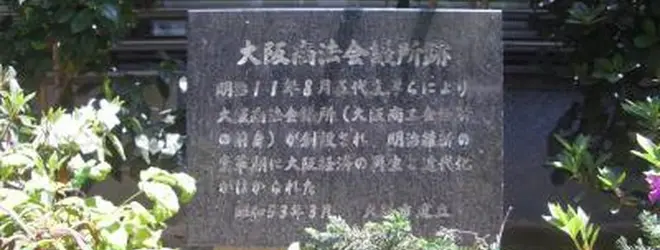 大阪商法会議所跡
明治11年8月五代友厚らにより
大阪商法会議所（大阪商工会議所
の前身）が創設され 明治維新の
変革期に大阪経済の再生と近代化
がはかられた
昭和53年3月 大阪市建立